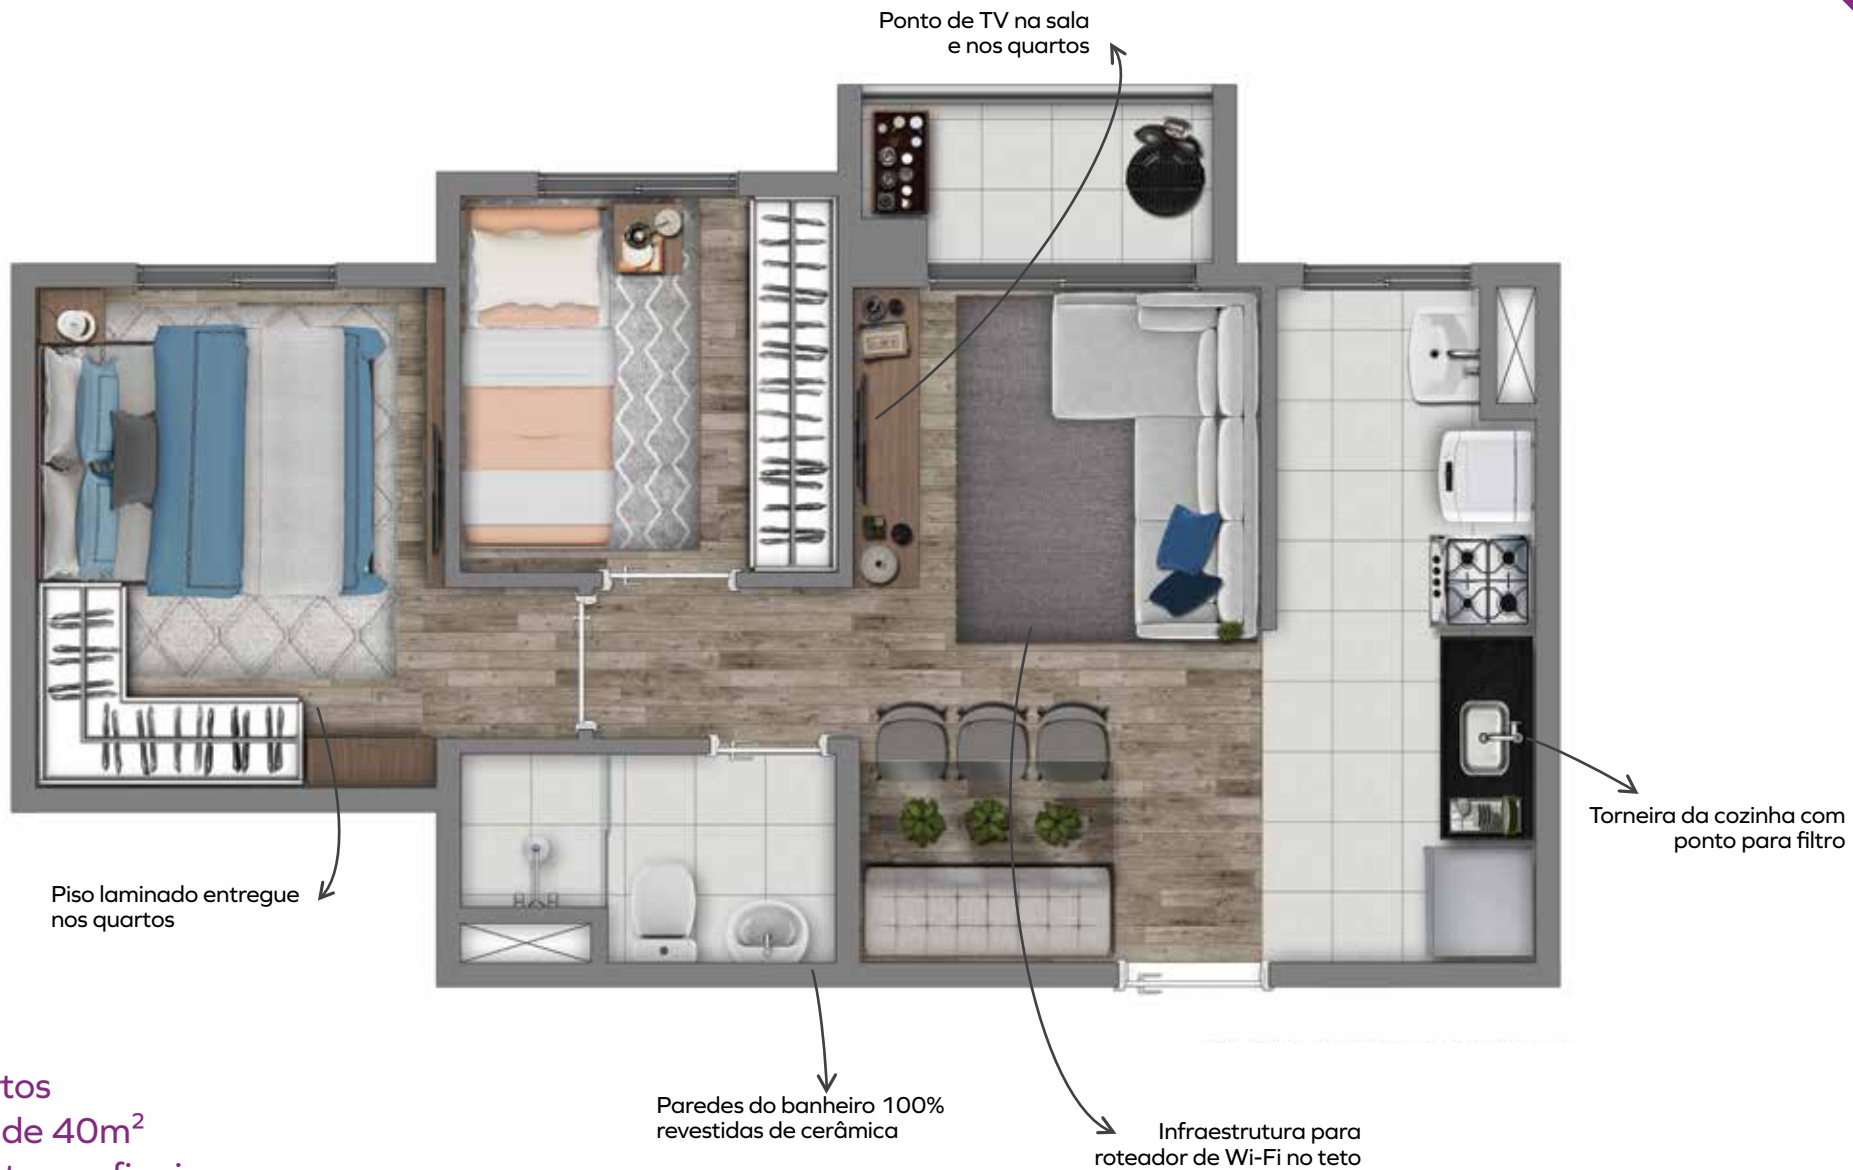 Ponto de TV na sala
e nos quartos
Torneira da cozinha com
ponto para filtro
Piso laminado entregue
nos quartos
Paredes do banheiro 100%
revestidas de cerâmica
Infraestrutura para
roteador de Wi-Fi no teto
de 40m²